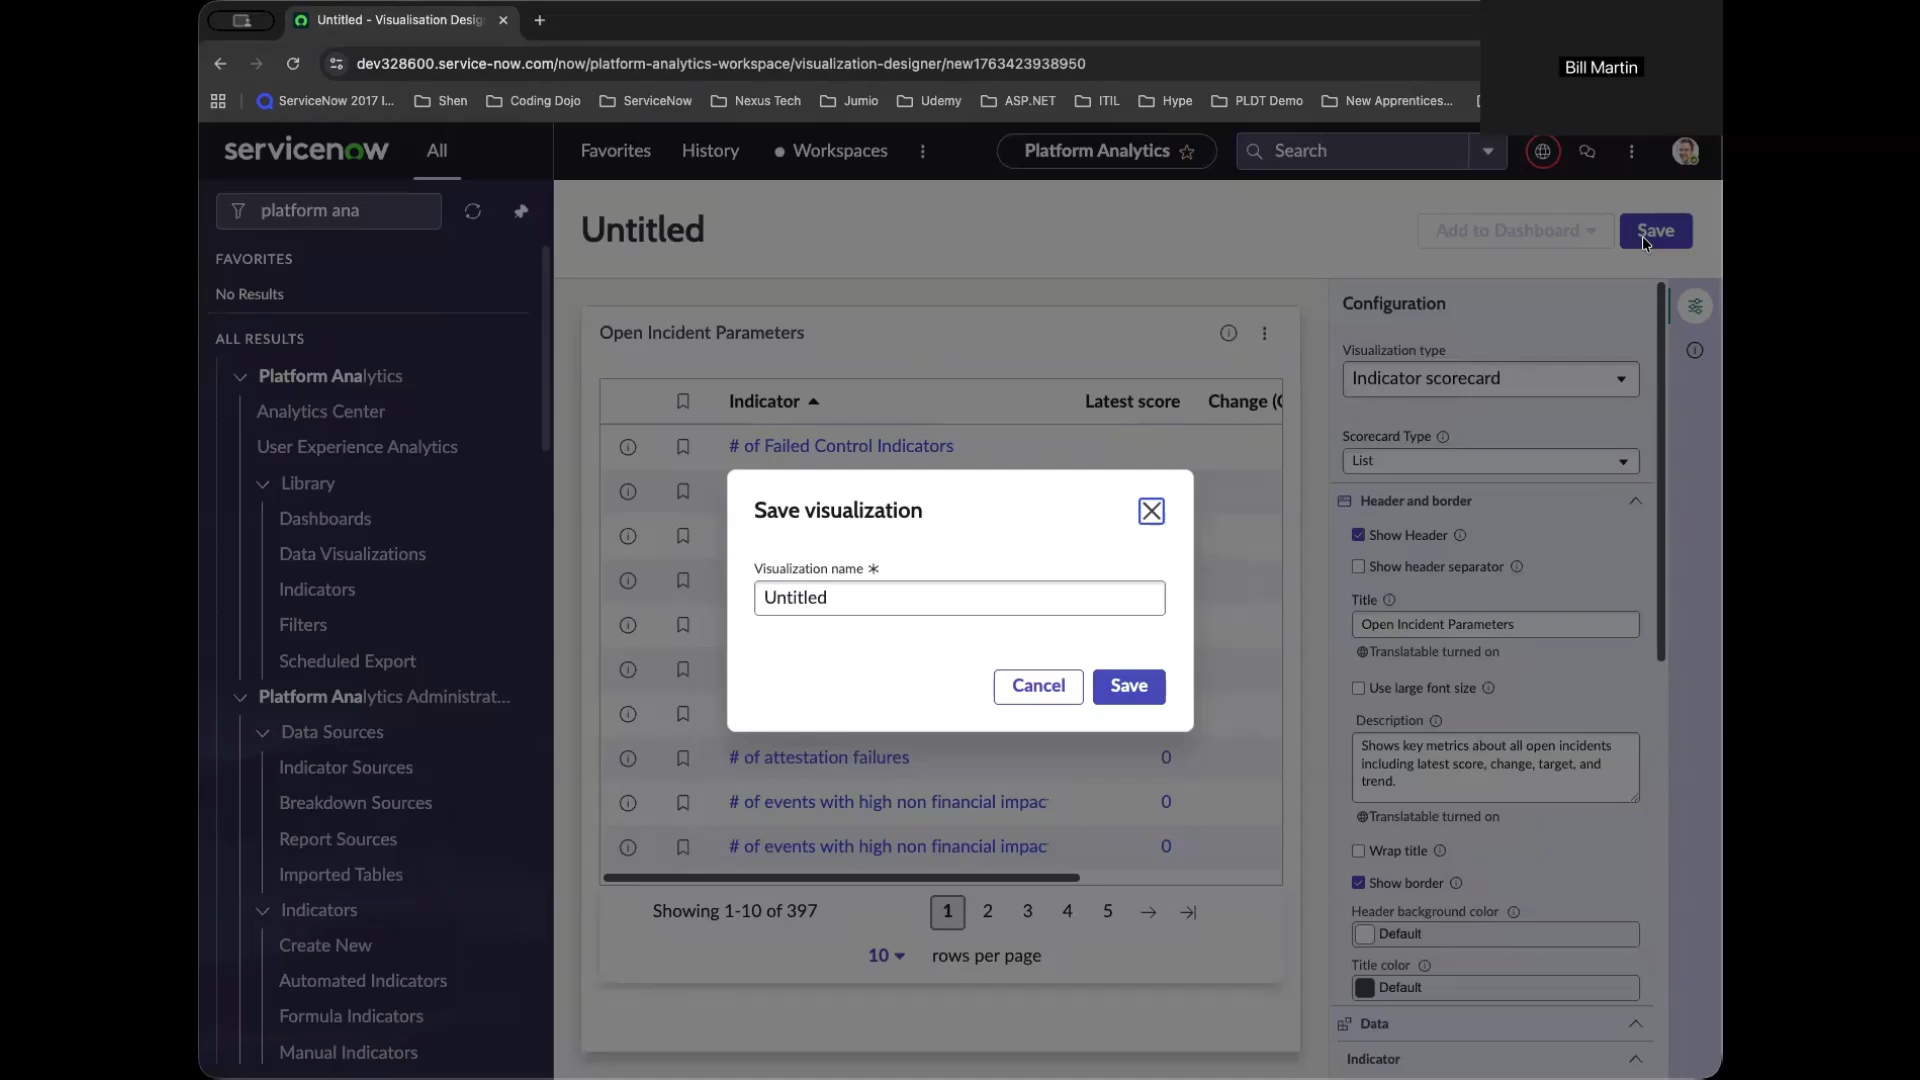 Untitled - Visualisation Desig
dev328600.service-now.com/now/platform-analytics-workspace/visualization-designer/new1763423938950
Bill Martin
ServiceNow 2017 I...
Shen
Coding Dojo
ServiceNow
Nexus Tech
Jumio
Udemy
ASP.NET
ITIL
Hype
PLDT Demo
New Apprentices...
servicenow
All
Favorites
History
Workspaces
Platform Analytics
Search
platform ana
FAVORITES
No Results
ALL RESULTS
Platform Analytics
Analytics Center
User Experience Analytics
Library
Dashboards
Data Visualizations
Indicators
Filters
Scheduled Export
Platform Analytics Administrat...
Data Sources
Indicator Sources
Breakdown Sources
Report Sources
Imported Tables
Indicators
Create New
Automated Indicators
Formula Indicators
Manual Indicators
Untitled
Add to Dashboard
Save
Open Incident Parameters
Indicator
Latest score
Change (
# of Failed Control Indicators
# of attestation failures
0
# of events with high non financial impac
0
# of events with high non financial impac
0
Showing 1-10 of 397
1
2
3
4
5
10
rows per page
Save visualization
Visualization name *
Untitled
Cancel
Save
Configuration
Visualization type
Indicator scorecard
Scorecard Type
List
Header and border
Show Header
Show header separator
Title
Open Incident Parameters
Translatable turned on
Use large font size
Description
Shows key metrics about all open incidents
including latest score, change, target, and
trend.
Translatable turned on
Wrap title
Show border
Header background color
Default
Title color
Default
Data
Indicator